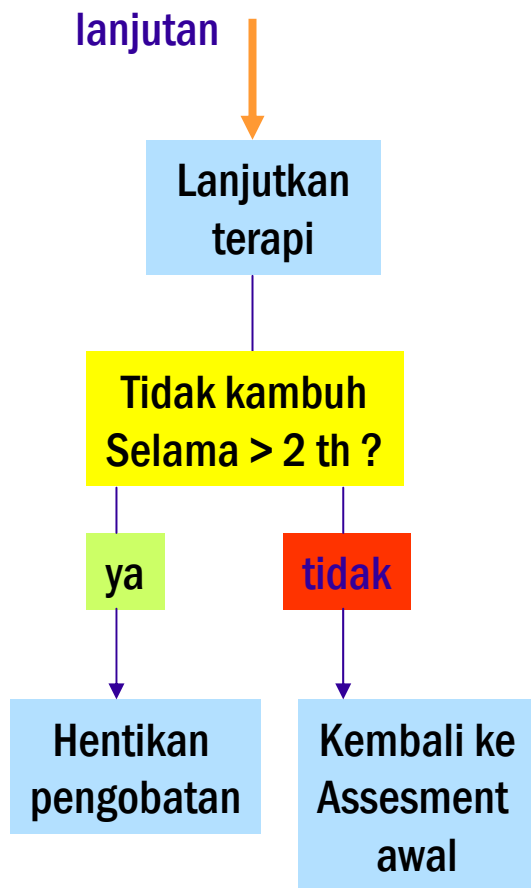 lanjutan
Lanjutkan
terapi
Tidak kambuh
Selama > 2 th ?
ya
tidak
Hentikan
pengobatan
Kembali ke
Assesment
awal